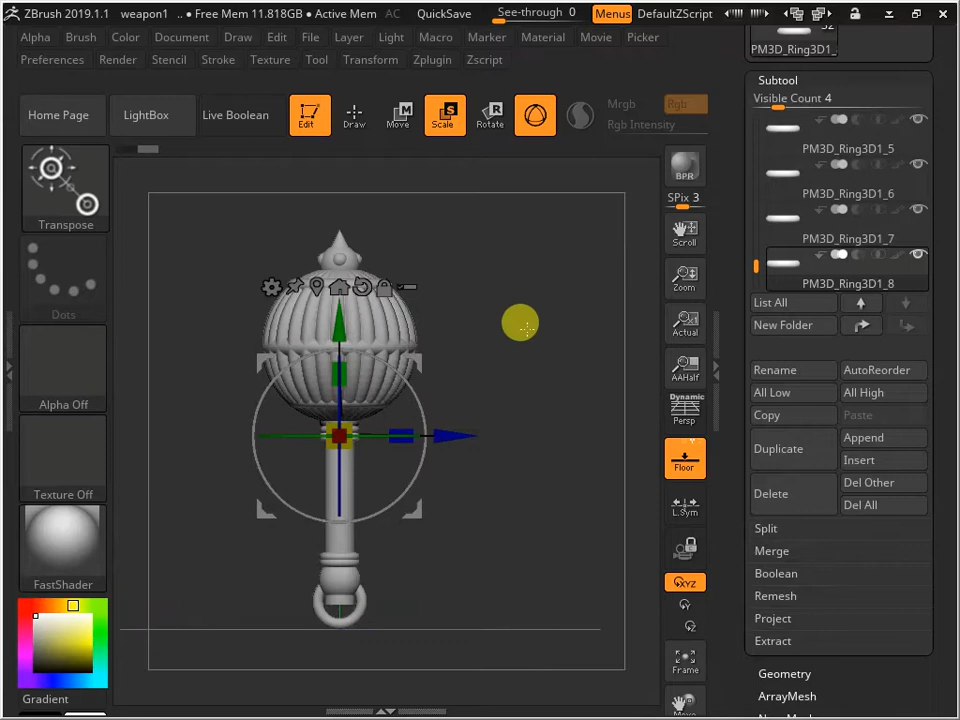 ZBrush 2019.1.1 weapon1 .. ● Free Mem 11.818GB ● Active Mem AC QuickSave See-through 0 Menus DefaultZScript
Alpha Brush Color Document Draw Edit File Layer Light Macro Marker Material Movie Picker
Preferences Render Stencil Stroke Texture Tool Transform Zplugin Zscript
Home Page LightBox Live Boolean Edit Draw Move Scale Rotate
Mrgb Rgb
Rgb Intensity
Transpose
Dots
Alpha Off
Texture Off
FastShader
Gradient
BPR
SPix 3
Scroll
Zoom
Actual
AAHalf
Dynamic
Persp
Floor
L.Sym
XYZ
Y
Z
Frame
Move
PM3D_Ring3D1_
Subtool
Visible Count 4
PM3D_Ring3D1_5
PM3D_Ring3D1_6
PM3D_Ring3D1_7
PM3D_Ring3D1_8
List All
New Folder
Rename AutoReorder
All Low All High
Copy Paste
Duplicate Append
Insert
Delete Del Other
Del All
Split
Merge
Boolean
Remesh
Project
Extract
Geometry
ArrayMesh